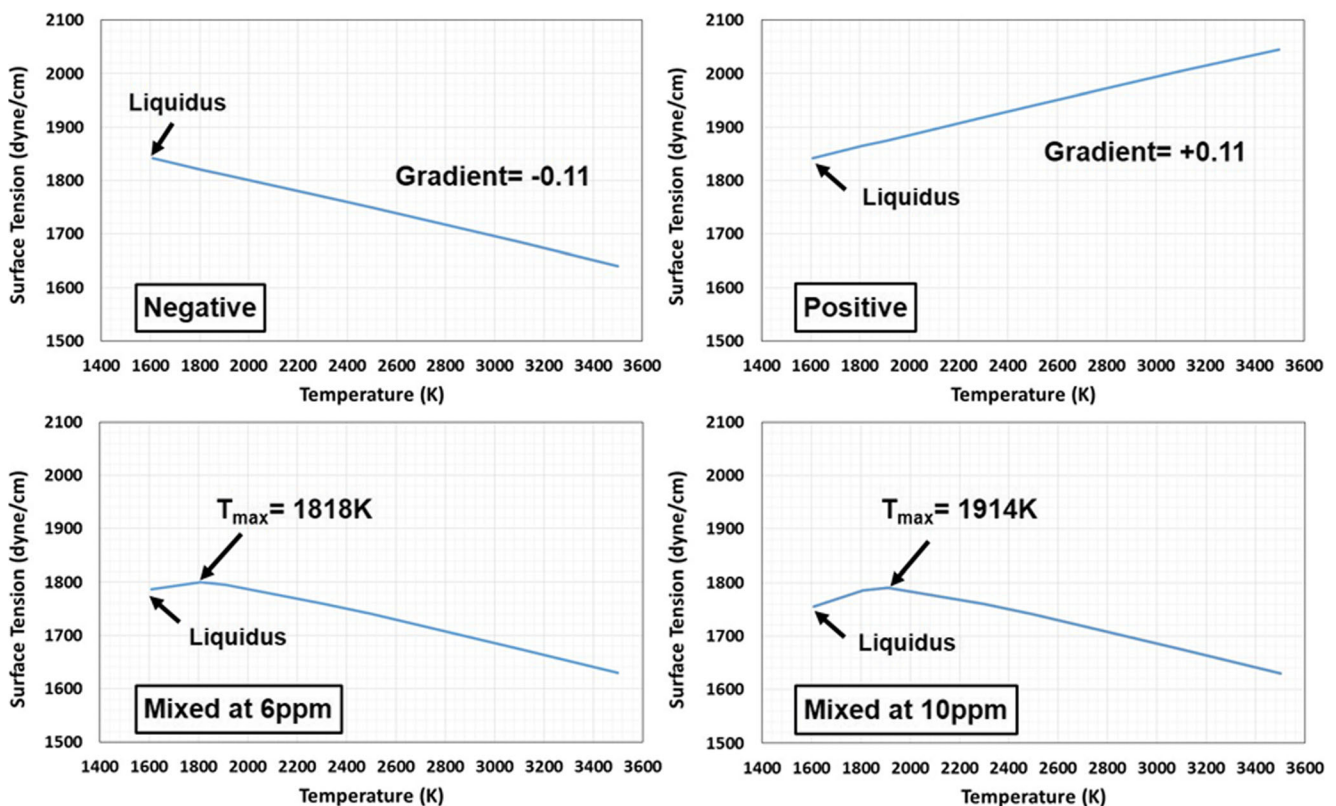 2100
2000
1900
1800
1700
1600
1500
Surface Tension (dyne/cm)
Liquidus
Gradient= -0.11
Negative
1400 1600 1800 2000 2200 2400 2600 2800 3000 3200 3400 3600
Temperature (K)
2100
2000
1900
1800
1700
1600
1500
Surface Tension (dyne/cm)
Gradient= +0.11
Liquidus
Positive
1400 1600 1800 2000 2200 2400 2600 2800 3000 3200 3400 3600
Temperature (K)
2100
2000
1900
1800
1700
1600
1500
Surface Tension (dyne/cm)
Tmax= 1818K
Liquidus
Mixed at 6ppm
1400 1600 1800 2000 2200 2400 2600 2800 3000 3200 3400 3600
Temperature (K)
2100
2000
1900
1800
1700
1600
1500
Surface Tension (dyne/cm)
Tmax= 1914K
Liquidus
Mixed at 10ppm
1400 1600 1800 2000 2200 2400 2600 2800 3000 3200 3400 3600
Temperature (K)